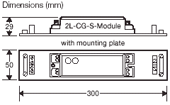 Dimensions (mm)
2L-CG-S-Module
29
with mounting plate
50
300